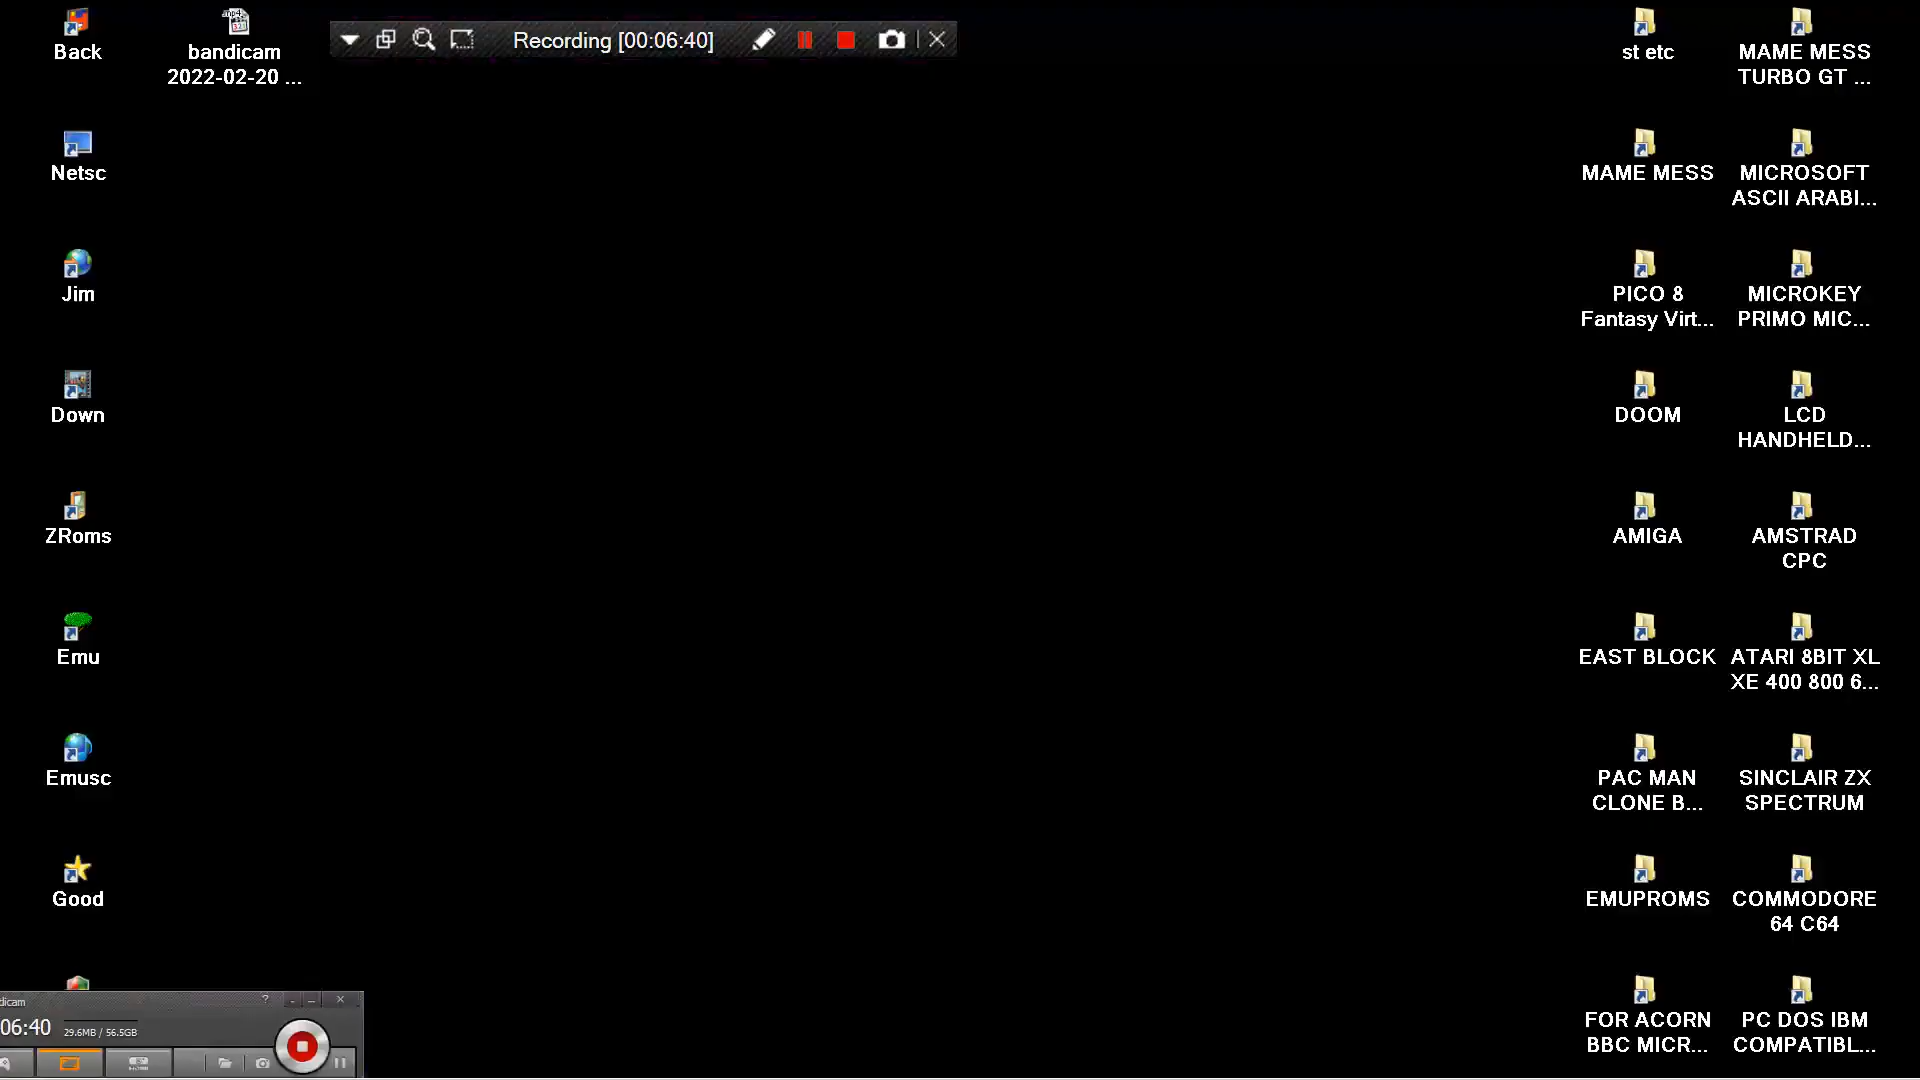 Back
bandicam
2022-02-20 ...
mp4
321
Recording [00:06:40]
st etc
MAME MESS
TURBO GT ...
Netsc
MAME MESS
MICROSOFT
ASCII ARABI...
Jim
PICO 8
Fantasy Virt...
MICROKEY
PRIMO MIC...
Down
DOOM
LCD
HANDHELD...
ZRoms
AMIGA
AMSTRAD
CPC
Emu
EAST BLOCK
ATARI 8BIT XL
XE 400 800 6...
Emusc
PAC MAN
CLONE B...
SINCLAIR ZX
SPECTRUM
Good
EMUPROMS
COMMODORE
64 C64
FOR ACORN
BBC MICR...
PC DOS IBM
COMPATIBL...
dicam
?
06:40
29.6MB / 56.5GB